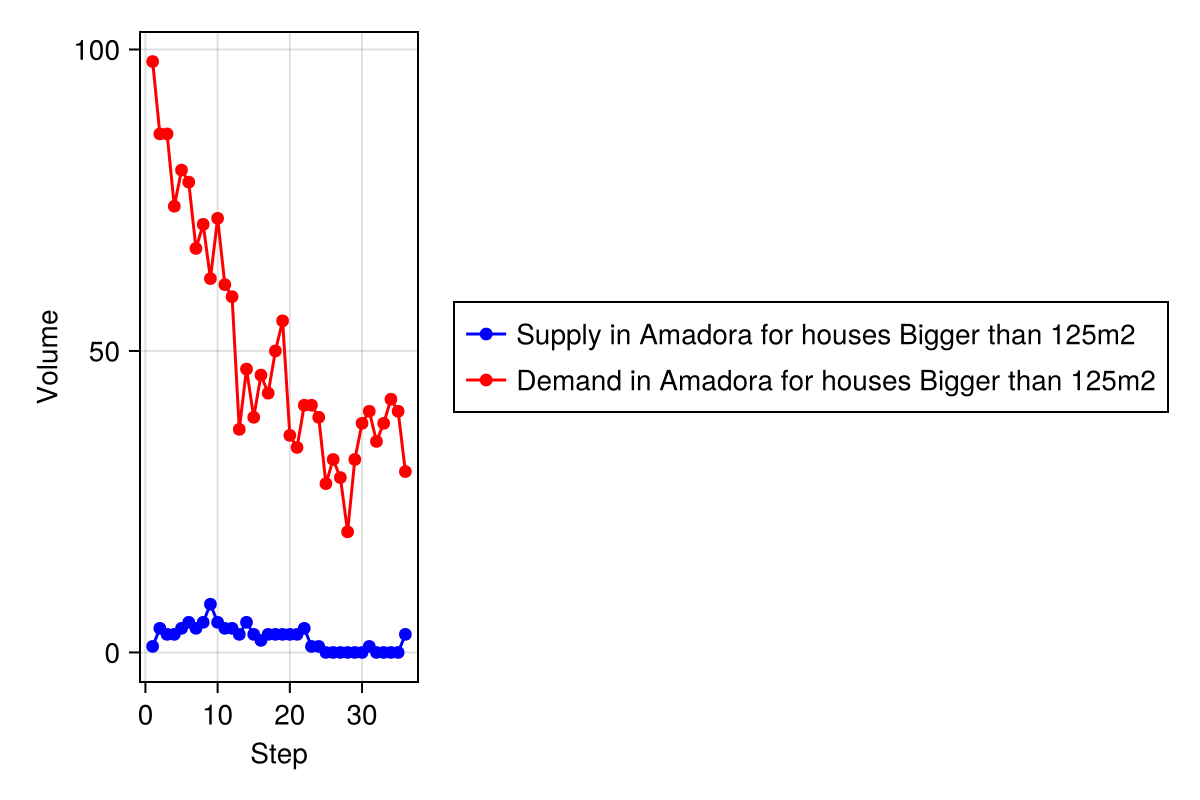 100
50
0
Volume
0 10 20 30
Step
Supply in Amadora for houses Bigger than 125m2
Demand in Amadora for houses Bigger than 125m2